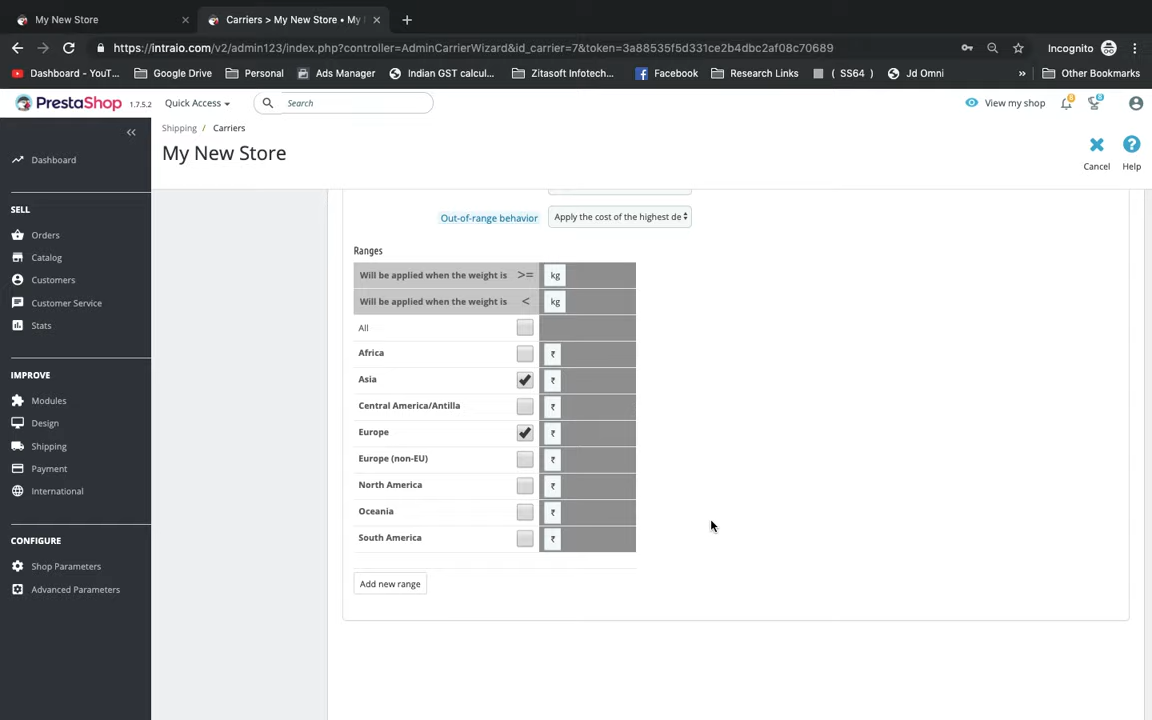 My New Store
Carriers > My New Store • My
https://intraio.com/v2/admin123/index.php?controller=AdminCarrierWizard&id_carrier=7&token=3a88535f5d331ce2b4dbc2af08c70689
Incognito
Dashboard - YouT...
Google Drive
Personal
Ads Manager
Indian GST calcul...
Zitasoft Infotech...
Facebook
Research Links
( SS64 )
Jd Omni
»
Other Bookmarks
PrestaShop 1.7.5.2
Quick Access
Search
View my shop
Shipping / Carriers
My New Store
Cancel
Help
Dashboard
SELL
Orders
Catalog
Customers
Customer Service
Stats
IMPROVE
Modules
Design
Shipping
Payment
International
CONFIGURE
Shop Parameters
Advanced Parameters
Out-of-range behavior
Apply the cost of the highest de
Ranges
Will be applied when the weight is >= kg
Will be applied when the weight is < kg
All
Africa ₹
Asia ₹
Central America/Antilla ₹
Europe ₹
Europe (non-EU) ₹
North America ₹
Oceania ₹
South America ₹
Add new range